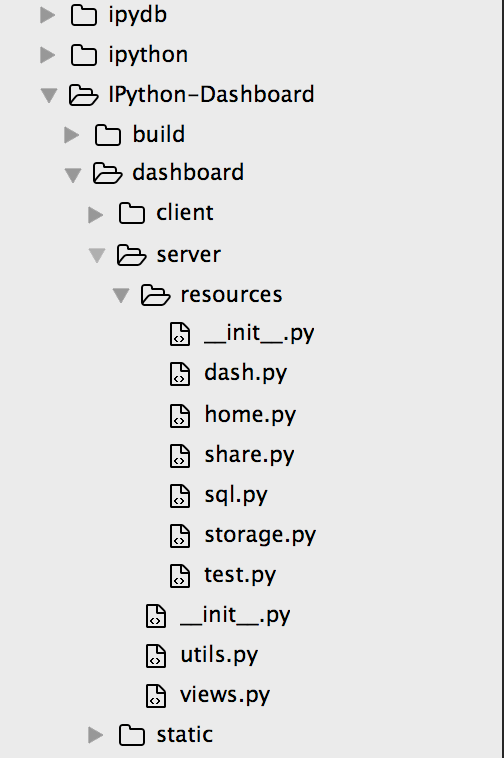 ipydb
ipython
IPython-Dashboard
build
dashboard
client
server
resources
__init__.py
dash.py
home.py
share.py
sql.py
storage.py
test.py
__init__.py
utils.py
views.py
static